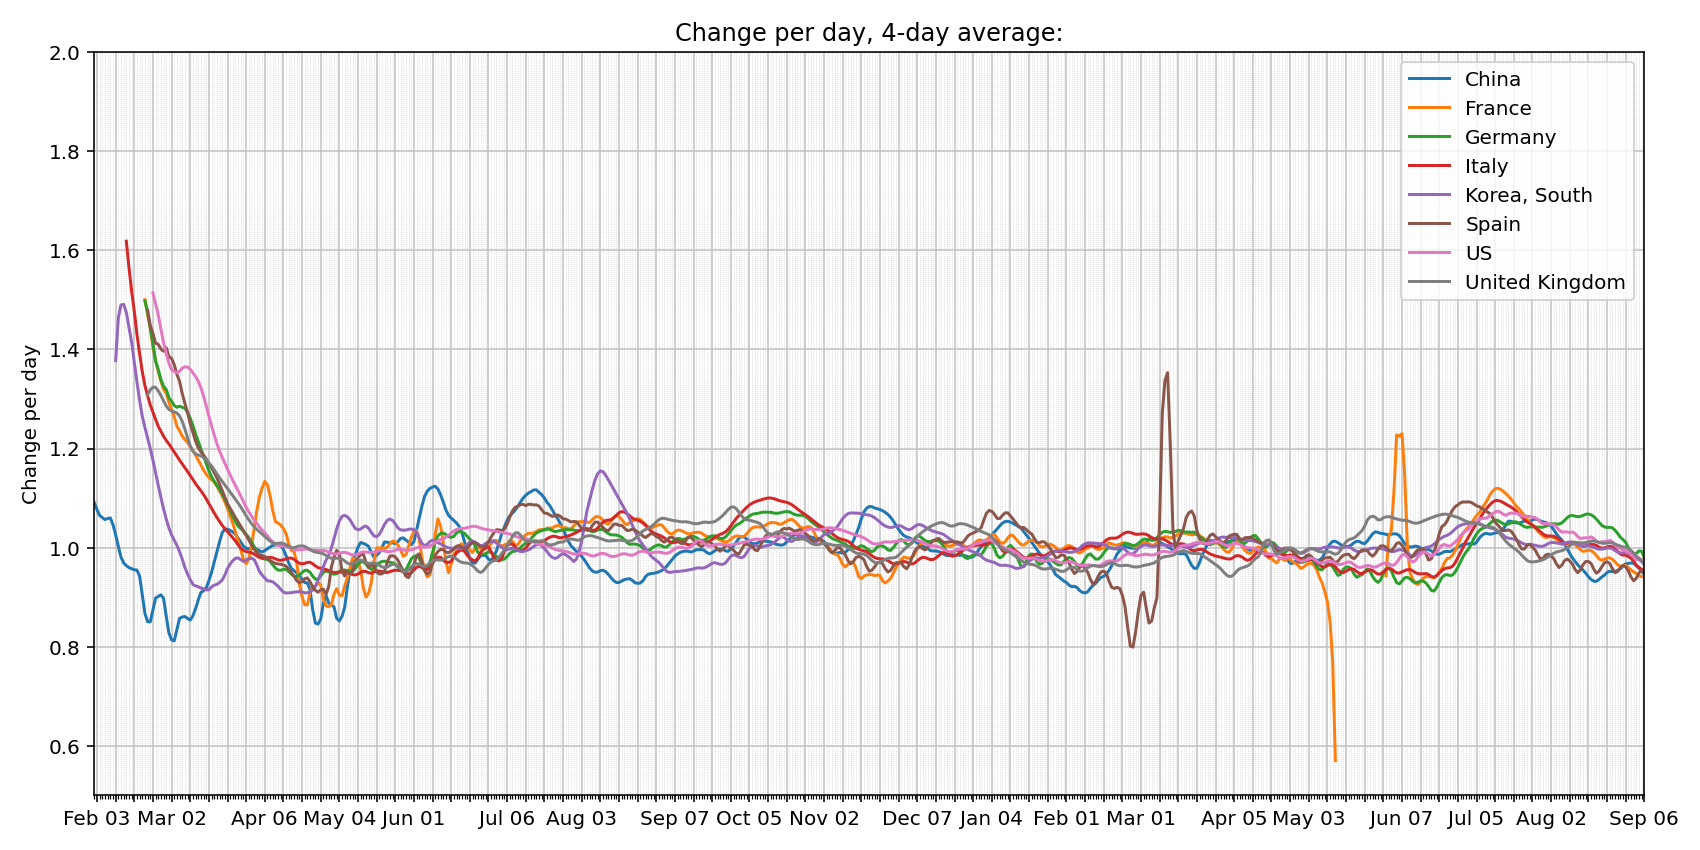 Change per day, 4-day average:
Change per day
2.0
1.8
1.6
1.4
1.2
1.0
0.8
0.6
China
France
Germany
Italy
Korea, South
Spain
US
United Kingdom
Feb 03 Mar 02 Apr 06 May 04 Jun 01 Jul 06 Aug 03 Sep 07 Oct 05 Nov 02 Dec 07 Jan 04 Feb 01 Mar 01 Apr 05 May 03 Jun 07 Jul 05 Aug 02 Sep 06